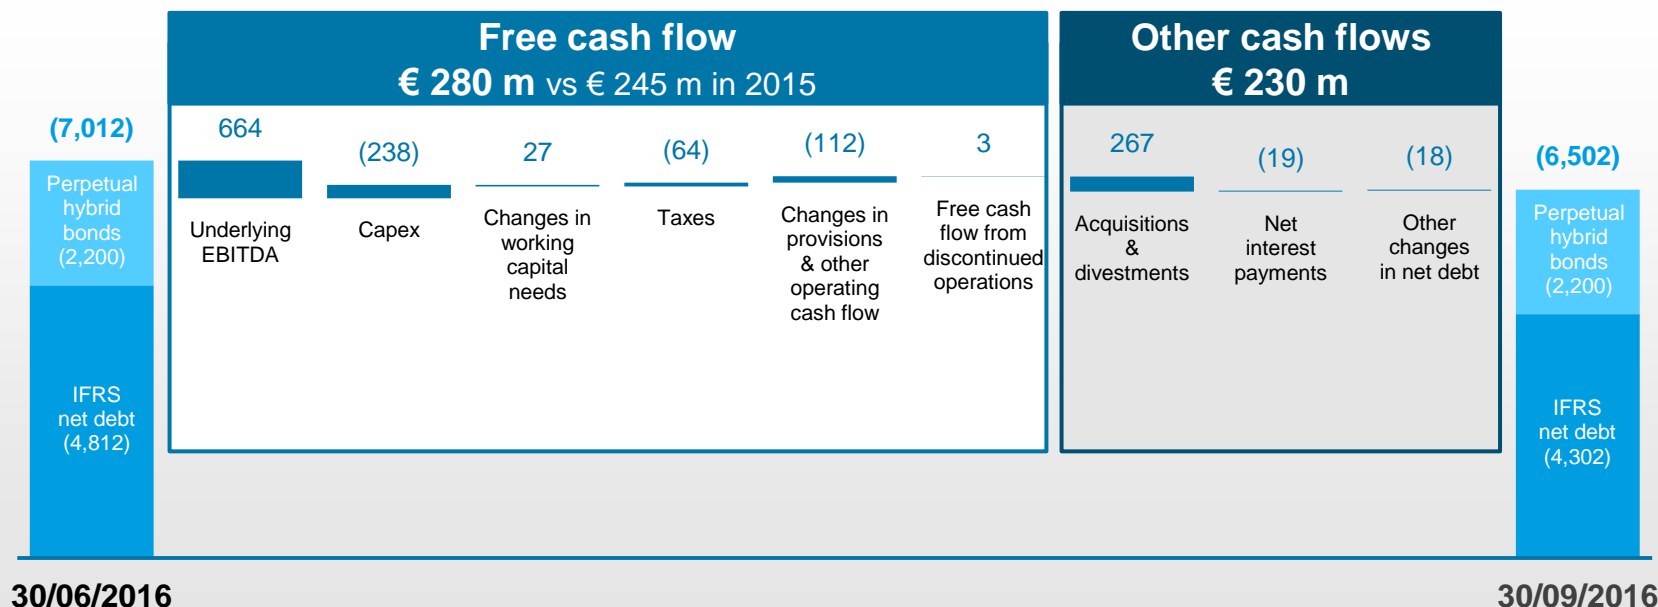 Free cash flow
€ 280 m vs € 245 m in 2015
Other cash flows
€ 230 m
(7,012)
Perpetual
hybrid
bonds
(2,200)
IFRS
net debt
(4,812)
664
Underlying
EBITDA
(238)
Capex
27
Changes in
working
capital
needs
(64)
Taxes
(112)
Changes in
provisions
& other
operating
cash flow
3
Free cash
flow from
discontinued
operations
267
Acquisitions
&
divestments
(19)
Net
interest
payments
(18)
Other
changes
in net debt
(6,502)
Perpetual
hybrid
bonds
(2,200)
IFRS
net debt
(4,302)
30/06/2016
30/09/2016